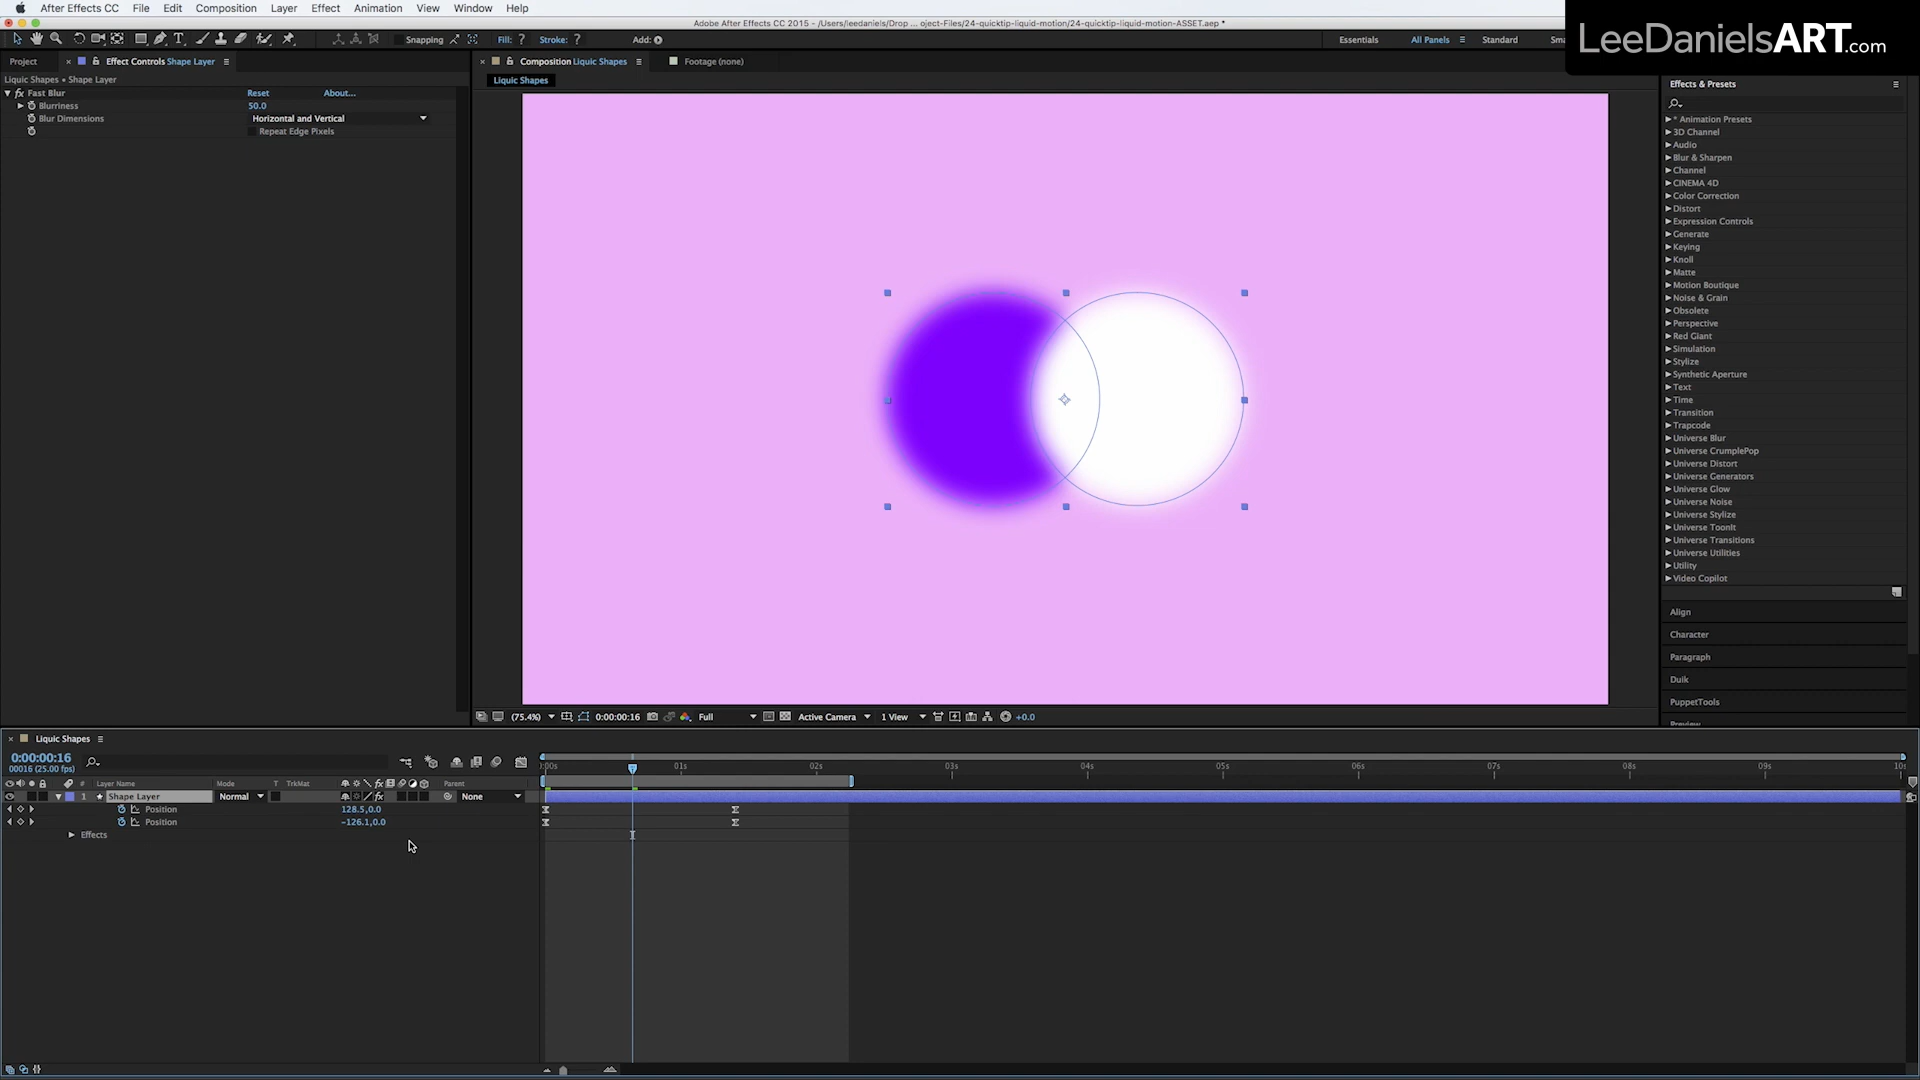 After Effects CC File Edit Composition Layer Effect Animation View Window Help
Adobe After Effects CC 2015 - /Users/leedaniels/Drop ... oject-Files/24-quicktip-liquid-motion/24-quicktip-liquid-motion-ASSET.aep *
LeeDanielsART.com
Snapping Fill: ? Stroke: ? Add: Essentials All Panels Standard
Project Effect Controls Shape Layer Composition Liquic Shapes Footage (none)
Liquic Shapes • Shape Layer
Liquic Shapes
Fast Blur Reset About...
Blurriness 50.0
Blur Dimensions Horizontal and Vertical
Repeat Edge Pixels
Effects & Presets
* Animation Presets
3D Channel
Audio
Blur & Sharpen
Channel
CINEMA 4D
Color Correction
Distort
Expression Controls
Generate
Keying
Knoll
Matte
Motion Boutique
Noise & Grain
Obsolete
Perspective
Red Giant
Simulation
Stylize
Synthetic Aperture
Text
Time
Transition
Trapcode
Universe Blur
Universe CrumplePop
Universe Distort
Universe Generators
Universe Glow
Universe Noise
Universe Stylize
Universe ToonIt
Universe Transitions
Universe Utilities
Utility
Video Copilot
Align
Character
Paragraph
Duik
PuppetTools
(75.4%) 0:00:00:16 Full Active Camera 1 View +0.0
Liquic Shapes
0:00:00:16
00016 (25.00 fps)
:00s 01s 02s 03s 04s 05s 06s 07s 08s 09s
# Layer Name Mode T TrkMat Parent
1 Shape Layer Normal None
Position 128.5,0.0
Position -126.1,0.0
Effects